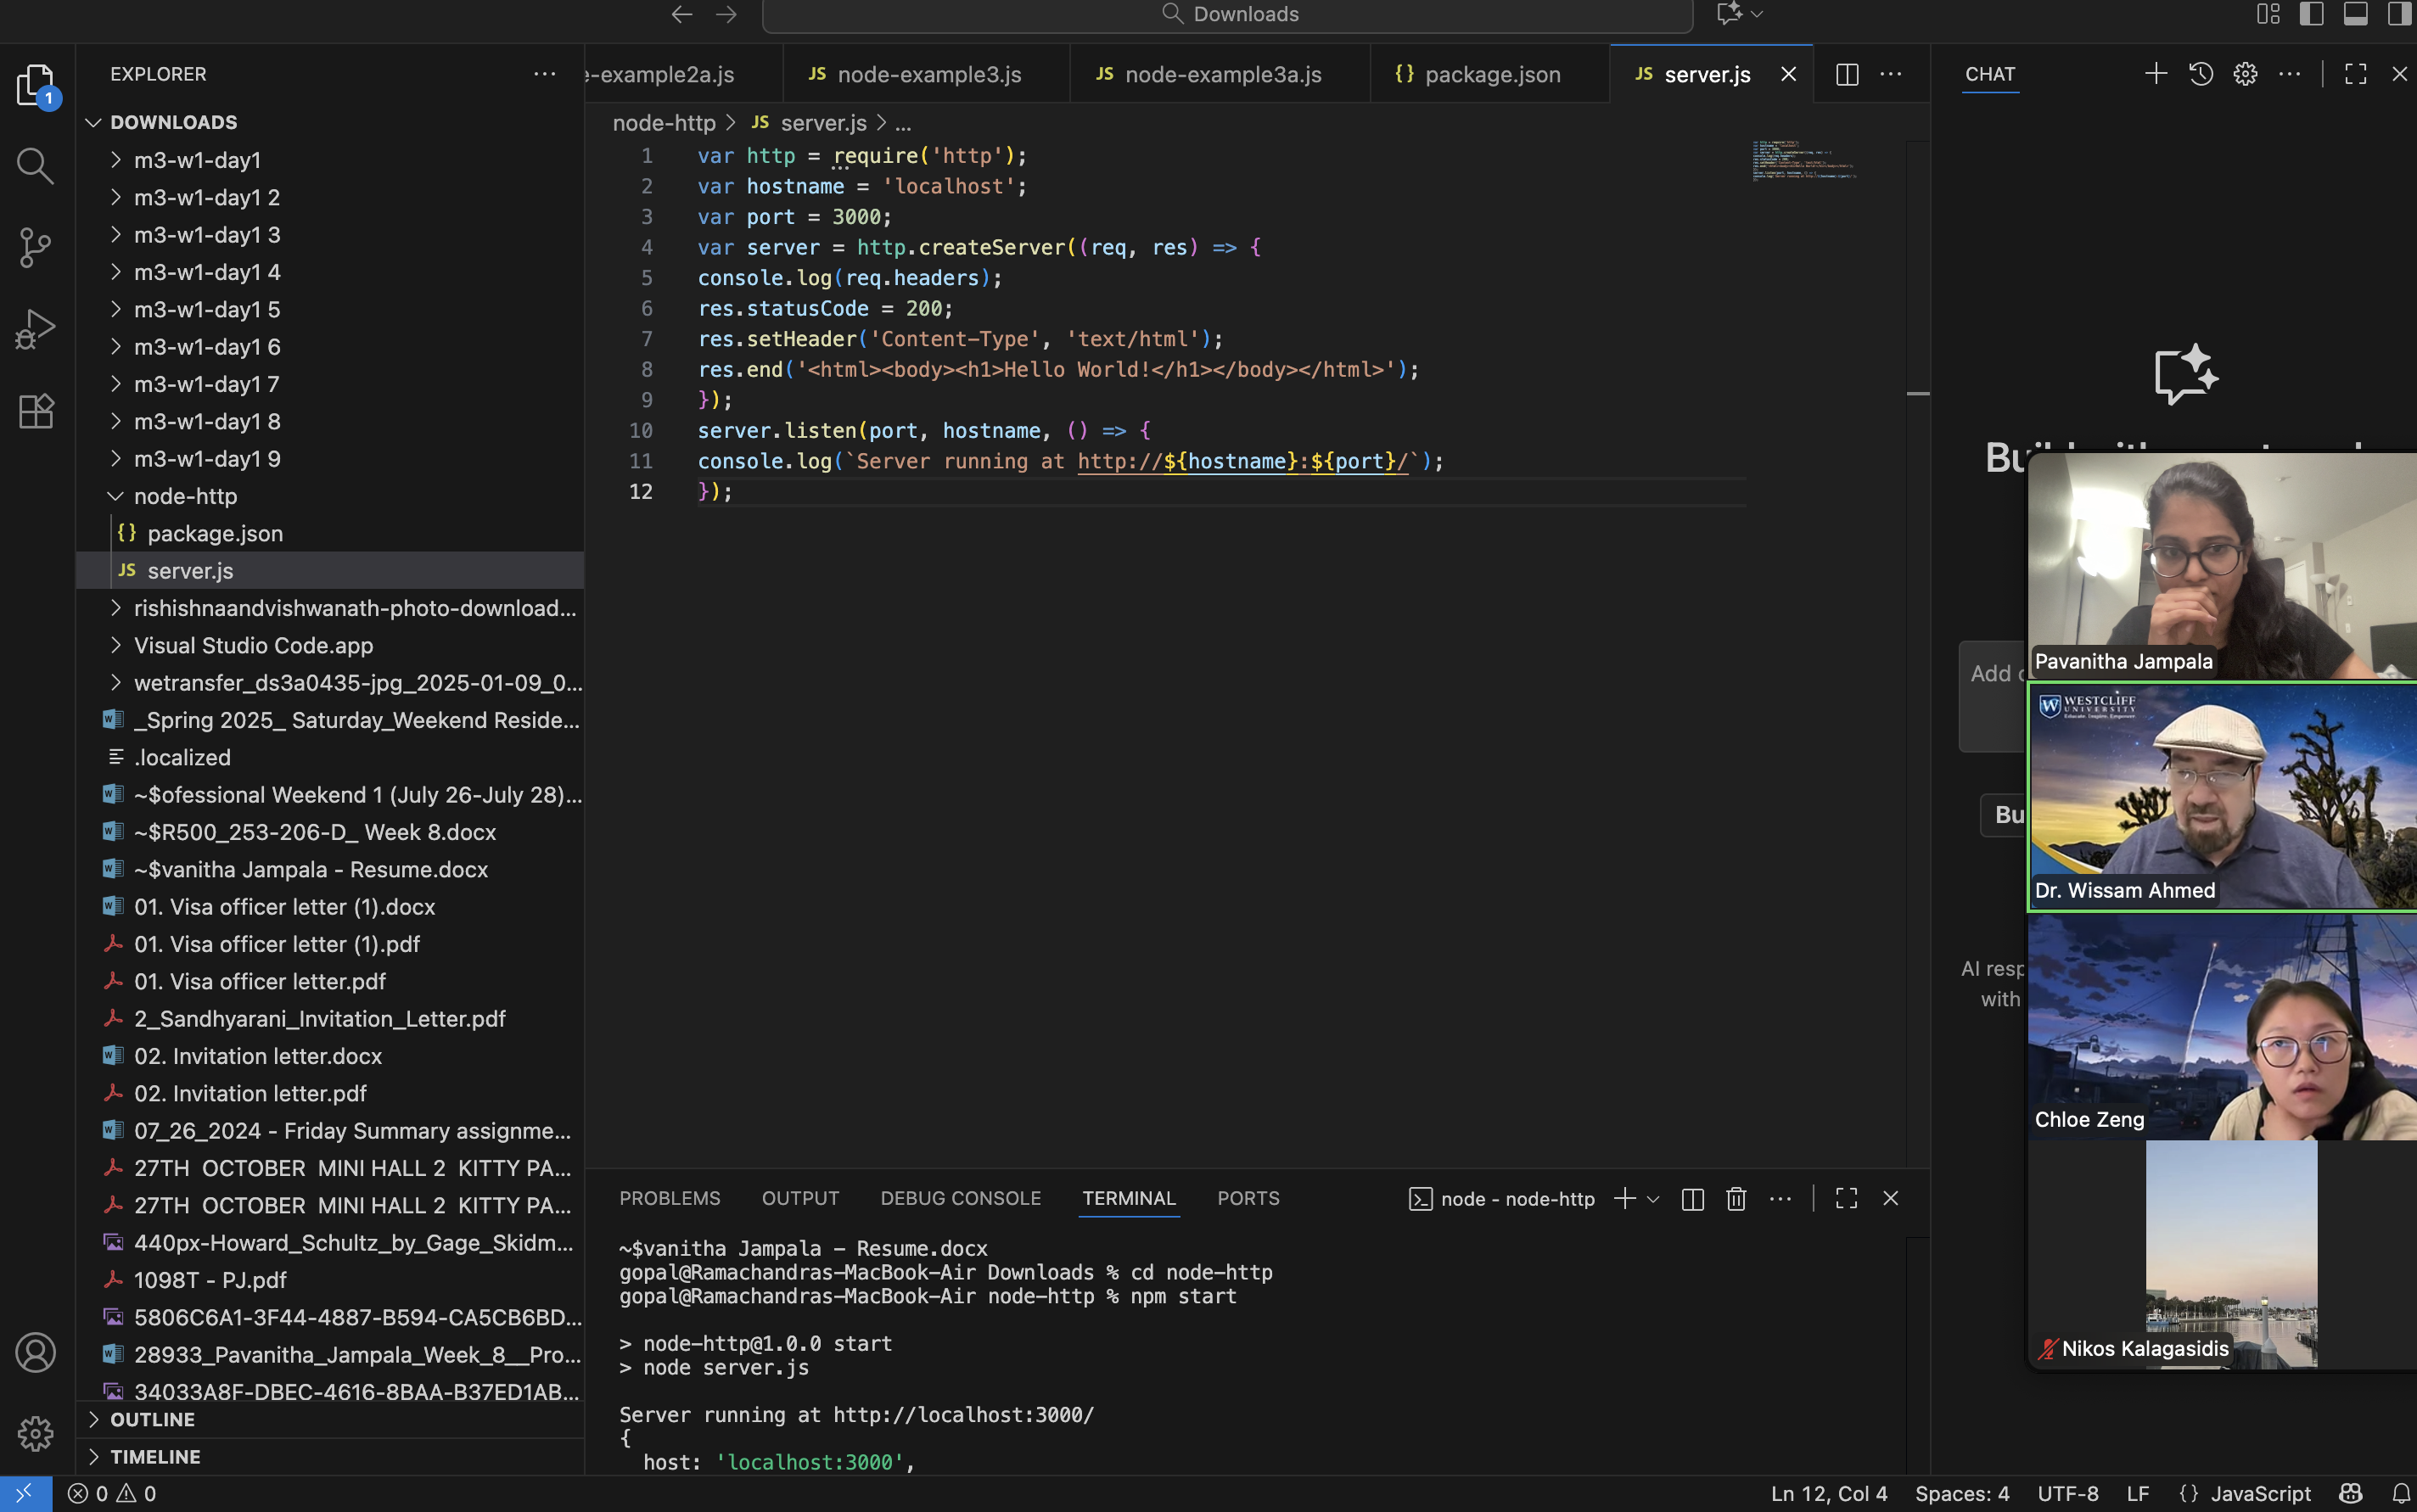 Downloads
EXPLORER
1
DOWNLOADS
m3-w1-day1
m3-w1-day1 2
m3-w1-day1 3
m3-w1-day1 4
m3-w1-day1 5
m3-w1-day1 6
m3-w1-day1 7
m3-w1-day1 8
m3-w1-day1 9
node-http
{} package.json
JS server.js
rishishnaandvishwanath-photo-download...
Visual Studio Code.app
wetransfer_ds3a0435-jpg_2025-01-09_0...
_Spring 2025_ Saturday_Weekend Reside...
.localized
~$ofessional Weekend 1 (July 26-July 28)...
~$R500_253-206-D_ Week 8.docx
~$vanitha Jampala - Resume.docx
01. Visa officer letter (1).docx
01. Visa officer letter (1).pdf
01. Visa officer letter.pdf
2_Sandhyarani_Invitation_Letter.pdf
02. Invitation letter.docx
02. Invitation letter.pdf
07_26_2024 - Friday Summary assignme...
27TH OCTOBER MINI HALL 2 KITTY PA...
27TH OCTOBER MINI HALL 2 KITTY PA...
440px-Howard_Schultz_by_Gage_Skidm...
1098T - PJ.pdf
5806C6A1-3F44-4887-B594-CA5CB6BD...
28933_Pavanitha_Jampala_Week_8__Pro...
34033A8F-DBEC-4616-8BAA-B37ED1AB...
OUTLINE
TIMELINE
e-example2a.js
JS node-example3.js
JS node-example3a.js
{} package.json
JS server.js
node-http > JS server.js > ...
1 var http = require('http');
2 var hostname = 'localhost';
3 var port = 3000;
4 var server = http.createServer((req, res) => {
5 console.log(req.headers);
6 res.statusCode = 200;
7 res.setHeader('Content-Type', 'text/html');
8 res.end('<html><body><h1>Hello World!</h1></body></html>');
9 });
10 server.listen(port, hostname, () => {
11 console.log(`Server running at http://${hostname}:${port}/`);
12 });
PROBLEMS
OUTPUT
DEBUG CONSOLE
TERMINAL
PORTS
node - node-http
~$vanitha Jampala - Resume.docx
gopal@Ramachandras-MacBook-Air Downloads % cd node-http
gopal@Ramachandras-MacBook-Air node-http % npm start
> node-http@1.0.0 start
> node server.js
Server running at http://localhost:3000/
{
host: 'localhost:3000',
CHAT
Add
Bu
AI resp
with
Pavanitha Jampala
WESTCLIFF
UNIVERSITY
Educate. Inspire. Empower.
Dr. Wissam Ahmed
Chloe Zeng
Nikos Kalagasidis
0 0
Ln 12, Col 4
Spaces: 4
UTF-8
LF
{} JavaScript